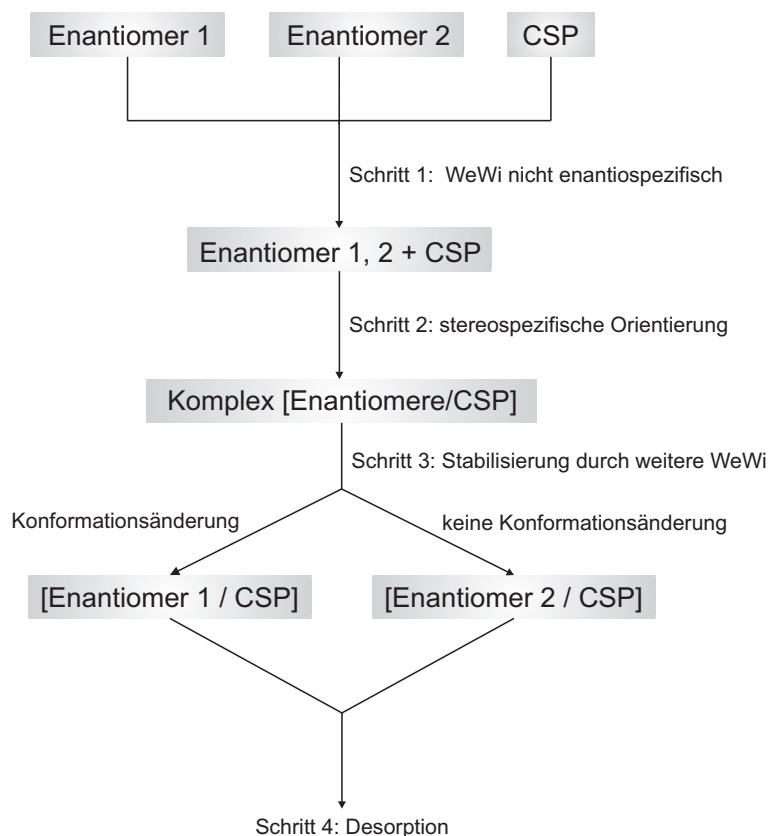 Enantiomer 1
Enantiomer 2
CSP
Schritt 1: WeWi nicht enantiospezifisch
Enantiomer 1, 2 + CSP
Schritt 2: stereospezifische Orientierung
Komplex [Enantiomere/CSP]
Schritt 3: Stabilisierung durch weitere WeWi
Konformationsänderung
keine Konformationsänderung
[Enantiomer 1 / CSP]
[Enantiomer 2 / CSP]
Schritt 4: Desorption